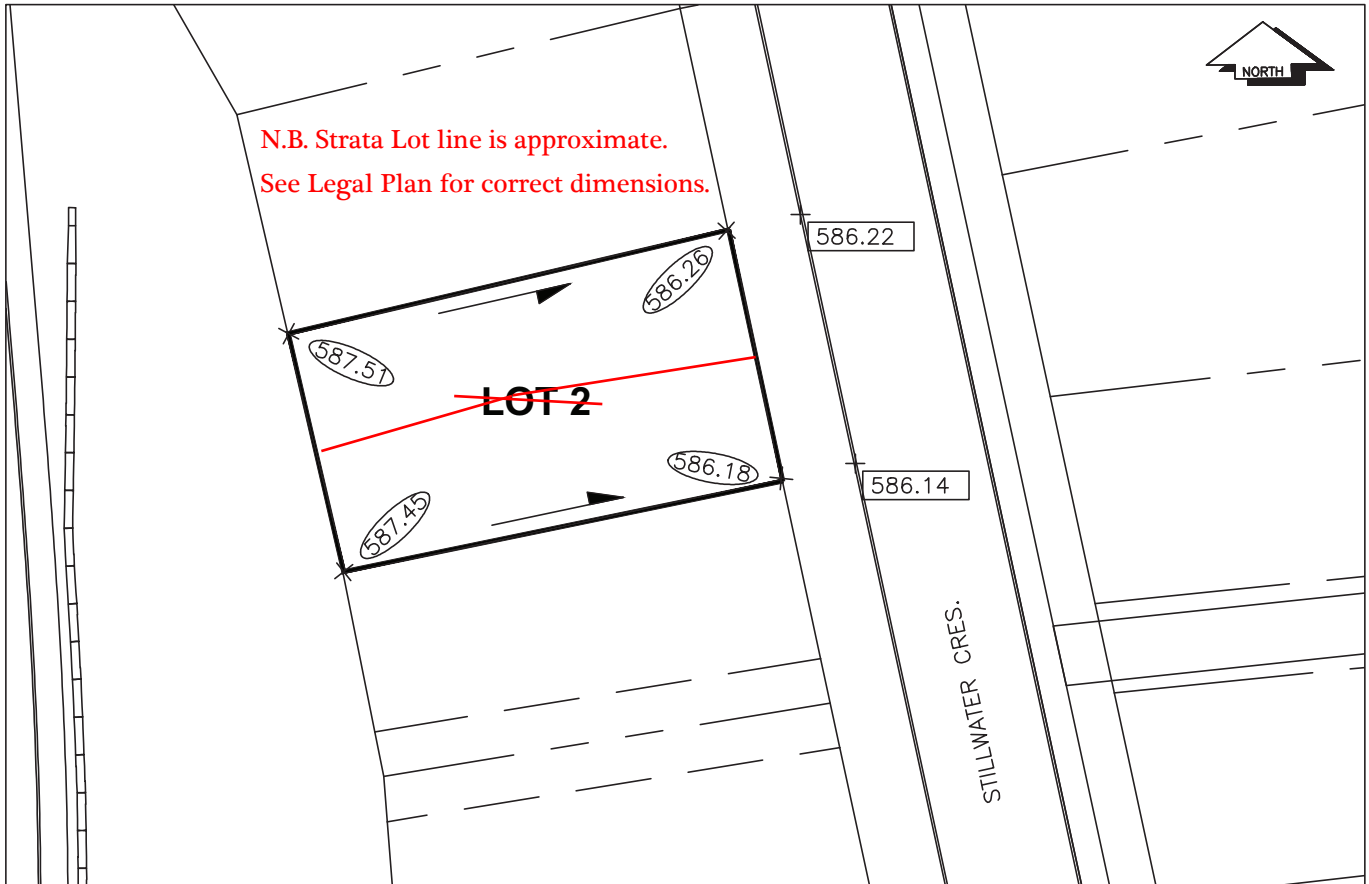 NORTH
N.B. Strata Lot line is approximate.
See Legal Plan for correct dimensions.
586.22
586.26
587.51
LOT 2
586.18
586.14
587.45
STILLWATER CRES.